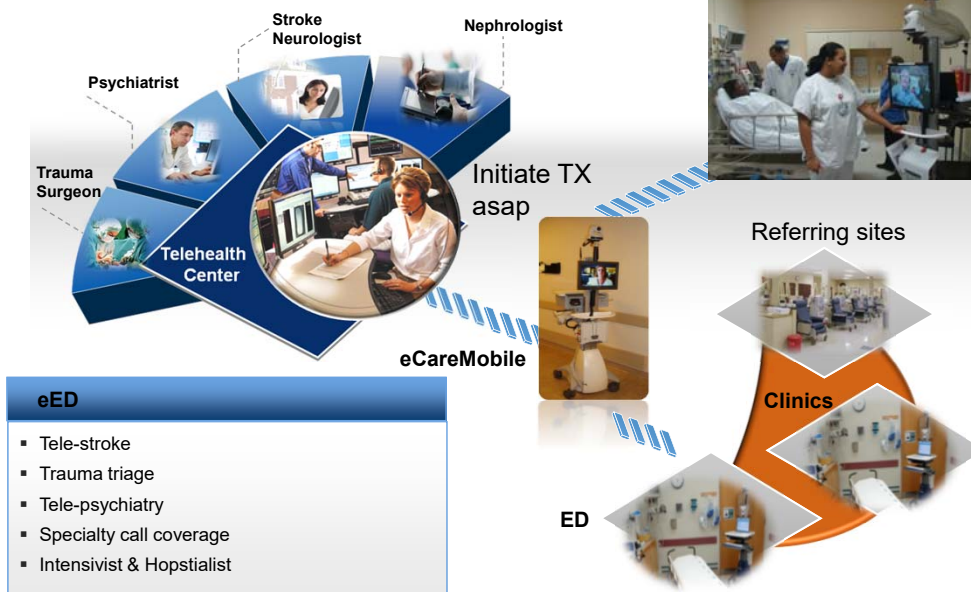 Stroke
Neurologist
Nephrologist
Psychiatrist
Trauma
Surgeon
Telehealth
Center
Initiate TX
asap
Referring sites
eCareMobile
Clinics
ED
eED
▪ Tele-stroke
▪ Trauma triage
▪ Tele-psychiatry
▪ Specialty call coverage
▪ Intensivist & Hopstialist